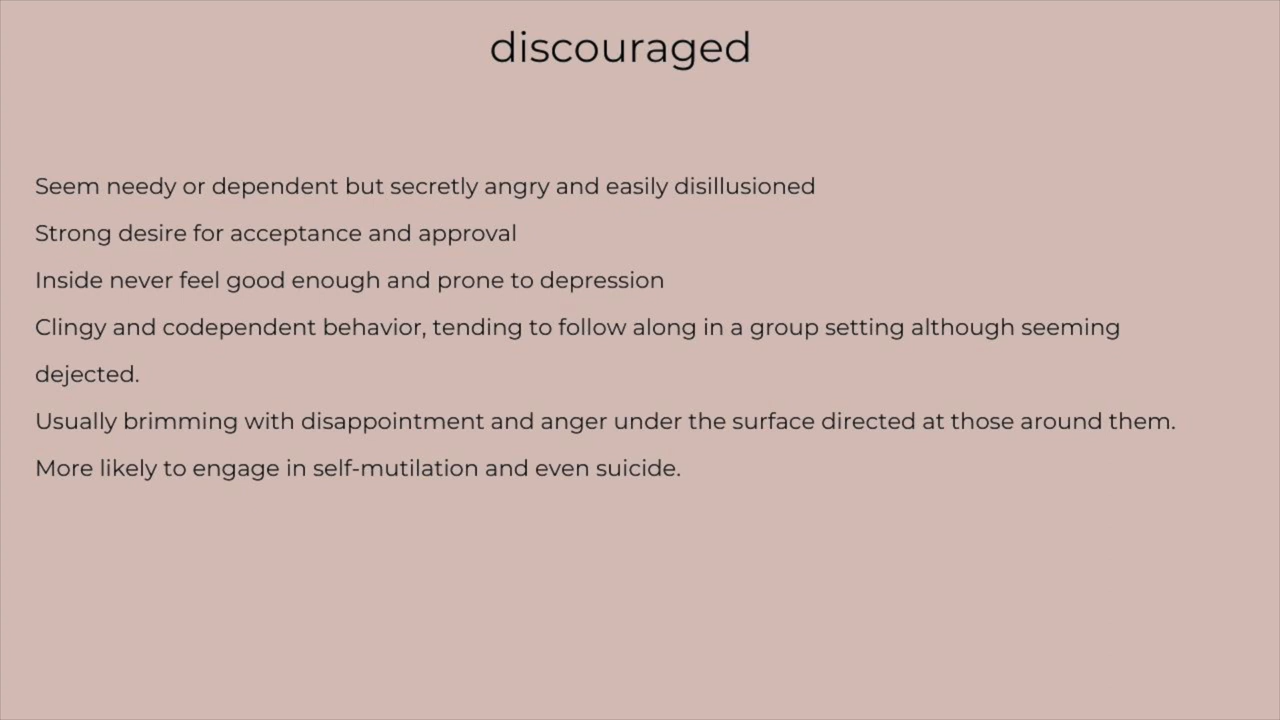 discouraged
Seem needy or dependent but secretly angry and easily disillusioned
Strong desire for acceptance and approval
Inside never feel good enough and prone to depression
Clingy and codependent behavior, tending to follow along in a group setting although seeming
dejected.
Usually brimming with disappointment and anger under the surface directed at those around them.
More likely to engage in self-mutilation and even suicide.